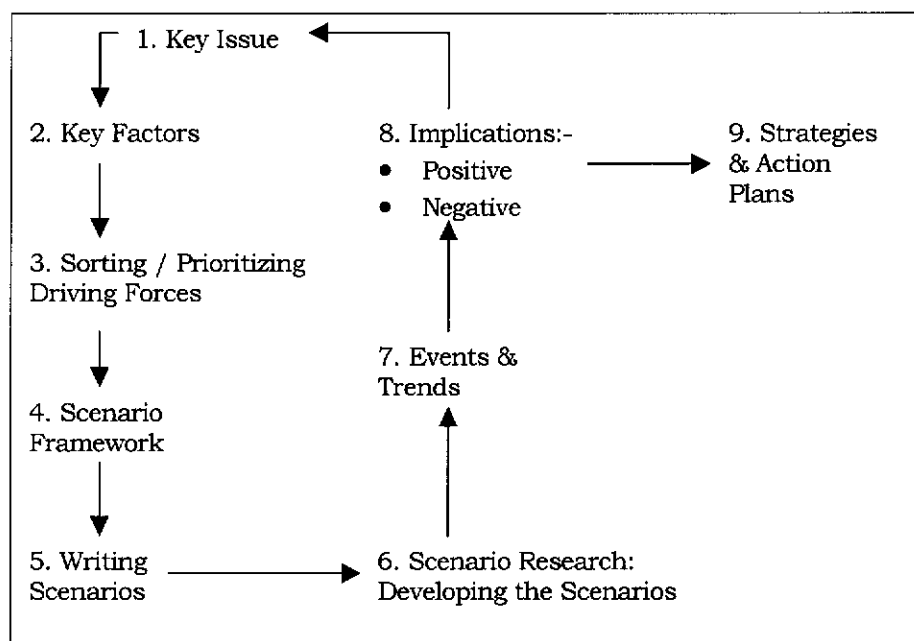 1. Key Issue
2. Key Factors
3. Sorting / Prioritizing
Driving Forces
4. Scenario
Framework
5. Writing
Scenarios
6. Scenario Research:
Developing the Scenarios
7. Events &
Trends
8. Implications:-
• Positive
• Negative
9. Strategies
& Action
Plans